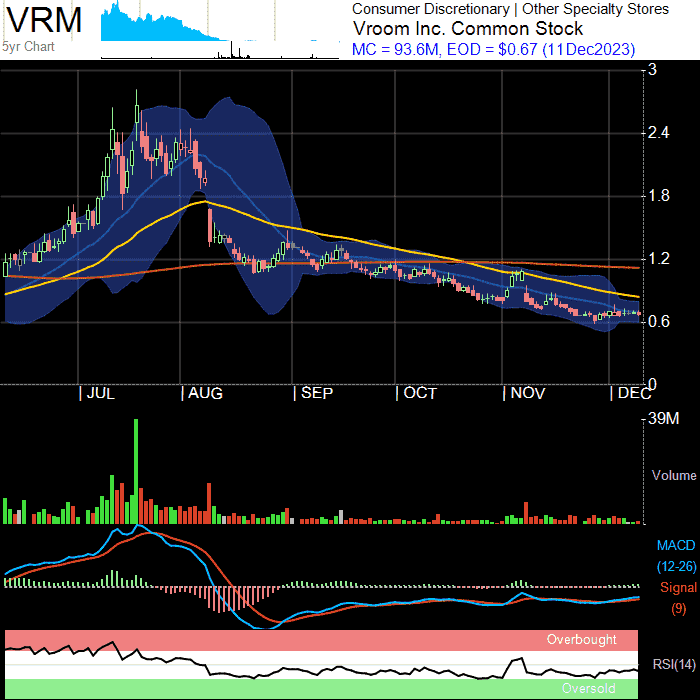 VRM
5yr Chart
Consumer Discretionary | Other Specialty Stores
Vroom Inc. Common Stock
MC = 93.6M, EOD = $0.67 (11Dec2023)
3
2.4
1.8
1.2
0.6
0
JUL AUG SEP OCT NOV DEC
39M
Volume
MACD
(12-26)
Signal
(9)
Overbought
RSI(14)
Oversold